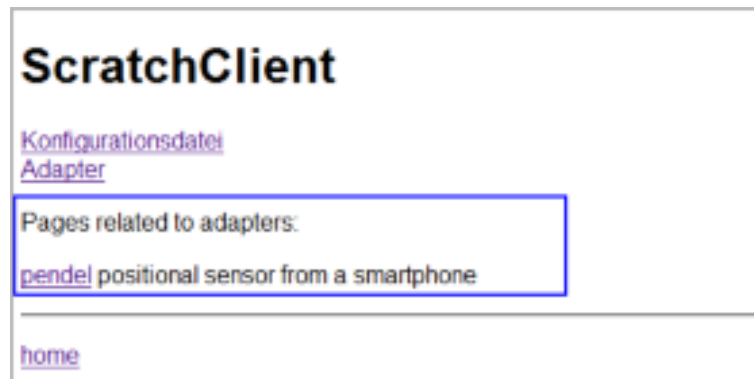 ScratchClient
Konfigurationsdatei
Adapter
Pages related to adapters:
pendel positional sensor from a smartphone
home